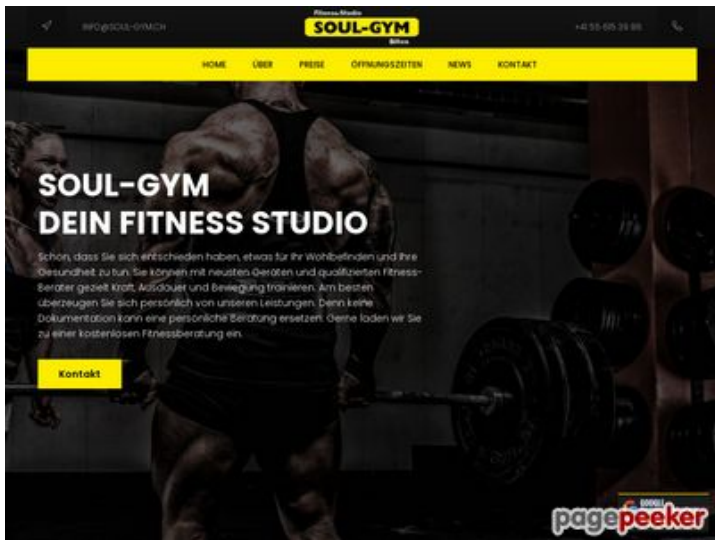 INFO@SOUL-GYM.CH
Fitness-Studio
SOUL-GYM
Bilten
+41 55 615 39 86
HOME ÜBER PREISE ÖFFNUNGSZEITEN NEWS KONTAKT
SOUL-GYM
DEIN FITNESS STUDIO
Schön, dass Sie sich entschieden haben, etwas für Ihr Wohlbefinden und Ihre
Gesundheit zu tun. Sie können mit neusten Geräten und qualifizierten Fitness-
Berater gezielt Kraft, Ausdauer und Bewegung trainieren. Am besten
überzeugen Sie sich persönlich von unseren Leistungen. Denn keine
Dokumentation kann eine persönliche Beratung ersetzen. Gerne laden wir Sie
zu einer kostenlosen Fitnessberatung ein.
Kontakt
GOOGLE
pagepeeker